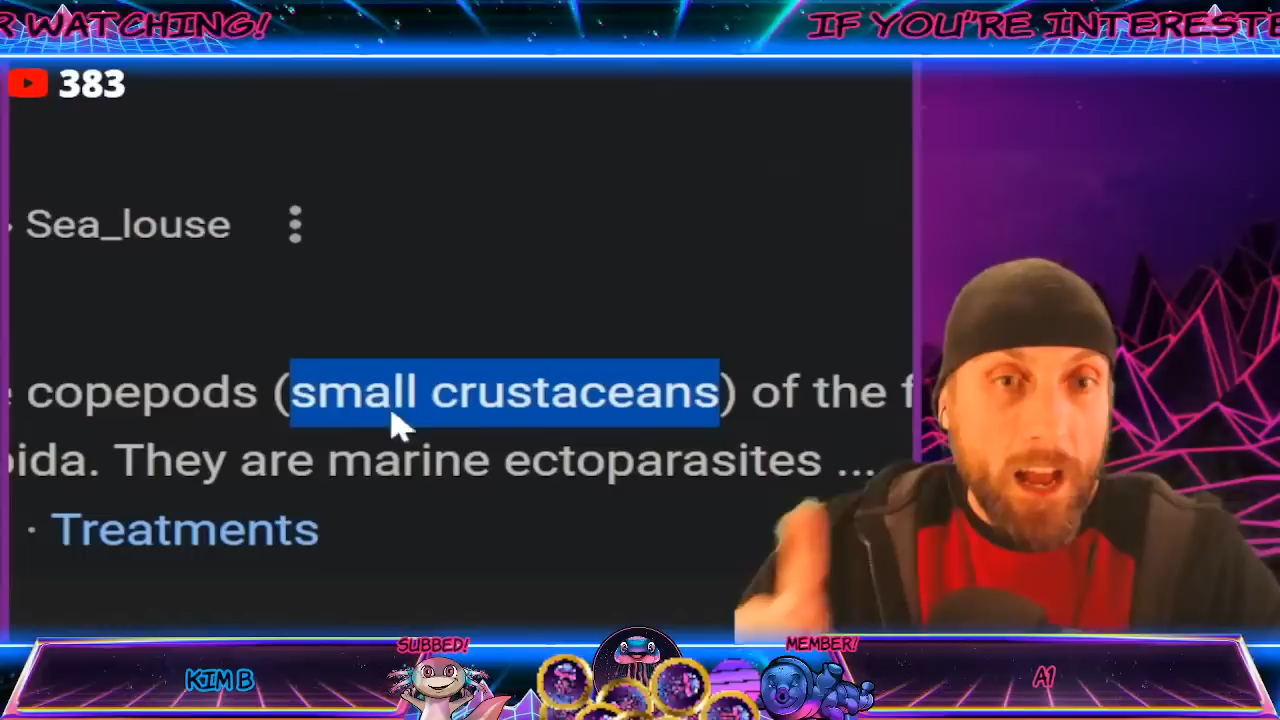 R WATCHING! IF YOU"RE INTERESTE
383
Sea_louse
copepods (small crustaceans) of the f
ida. They are marine ectoparasites ...
· Treatments
SUBBED! MEMBER!
KIM B A1